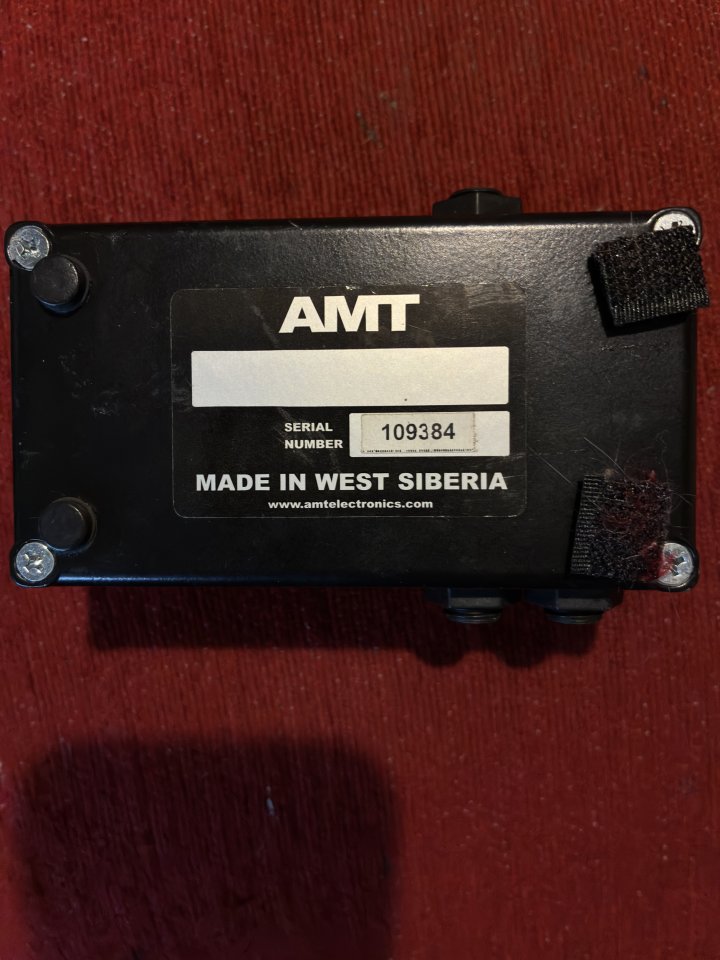 AMT
SERIAL
NUMBER
109384
MADE IN WEST SIBERIA
www.amtelectronics.com